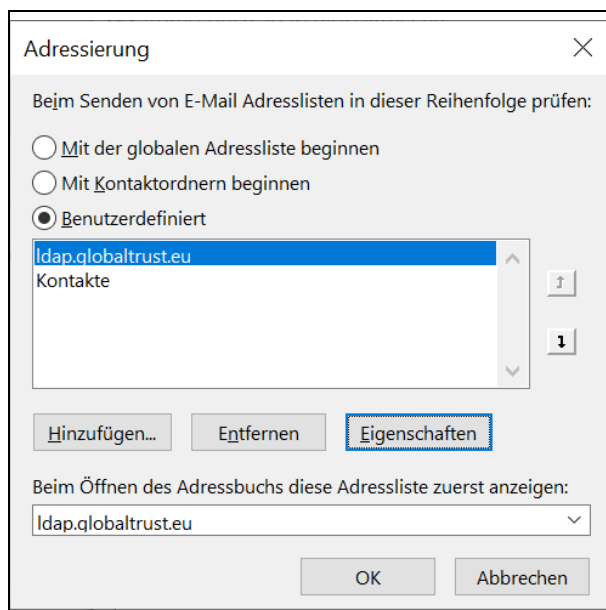 Adressierung
Beim Senden von E-Mail Adresslisten in dieser Reihenfolge prüfen:
Mit der globalen Adressliste beginnen
Mit Kontaktordnern beginnen
Benutzerdefiniert
ldap.globaltrust.eu
Kontakte
Hinzufügen... Entfernen Eigenschaften
Beim Öffnen des Adressbuchs diese Adressliste zuerst anzeigen:
ldap.globaltrust.eu
OK Abbrechen